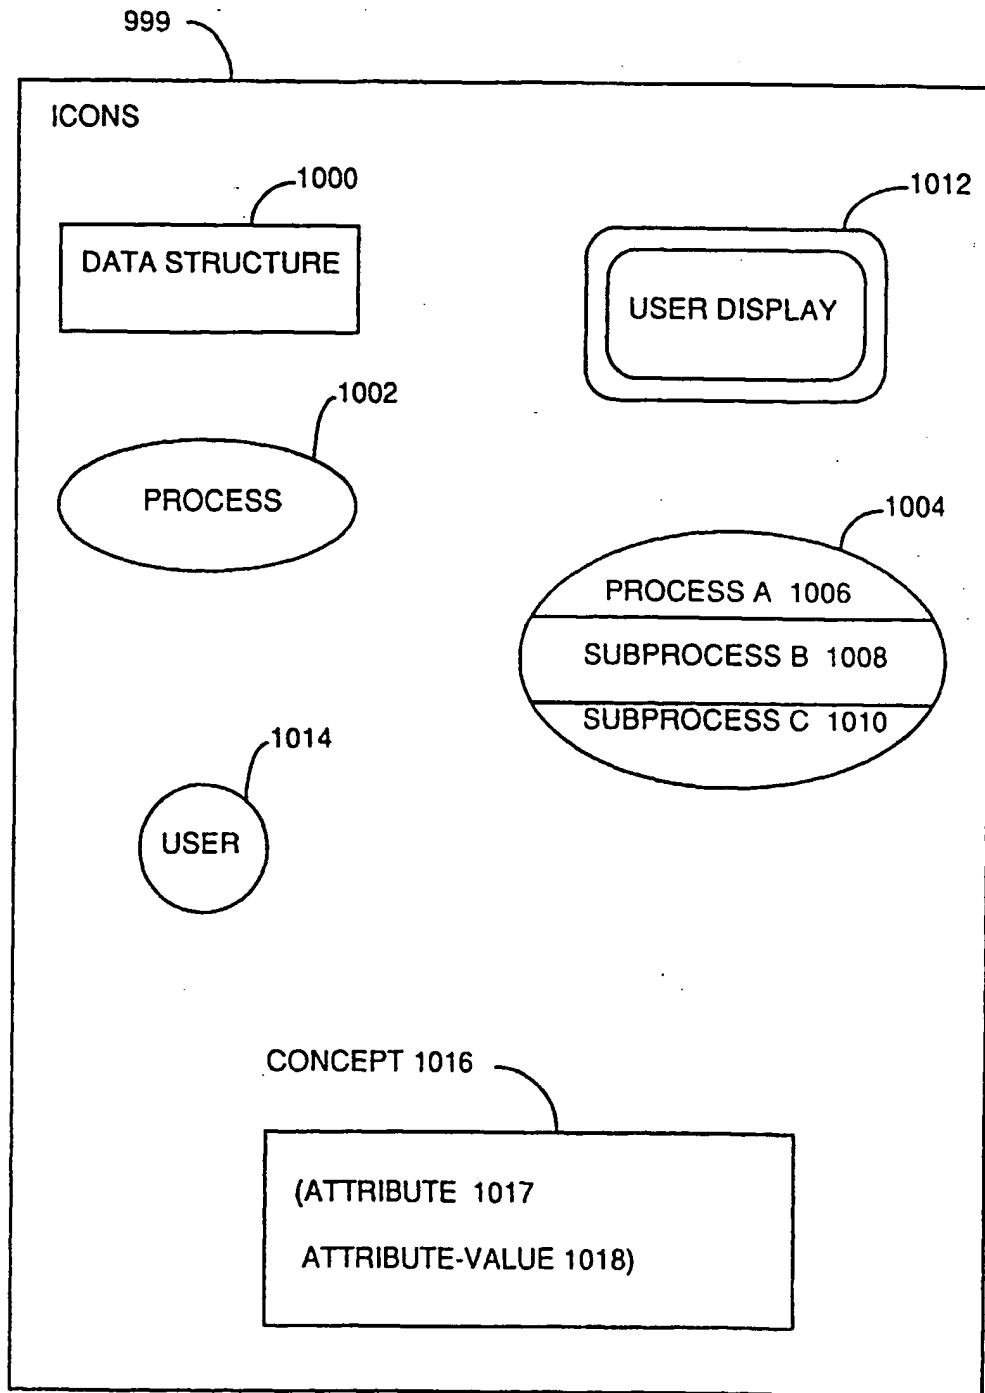 999
ICONS
1000
DATA STRUCTURE
1012
USER DISPLAY
1002
PROCESS
1004
PROCESS A 1006
SUBPROCESS B 1008
SUBPROCESS C 1010
1014
USER
CONCEPT 1016
(ATTRIBUTE 1017
ATTRIBUTE-VALUE 1018)